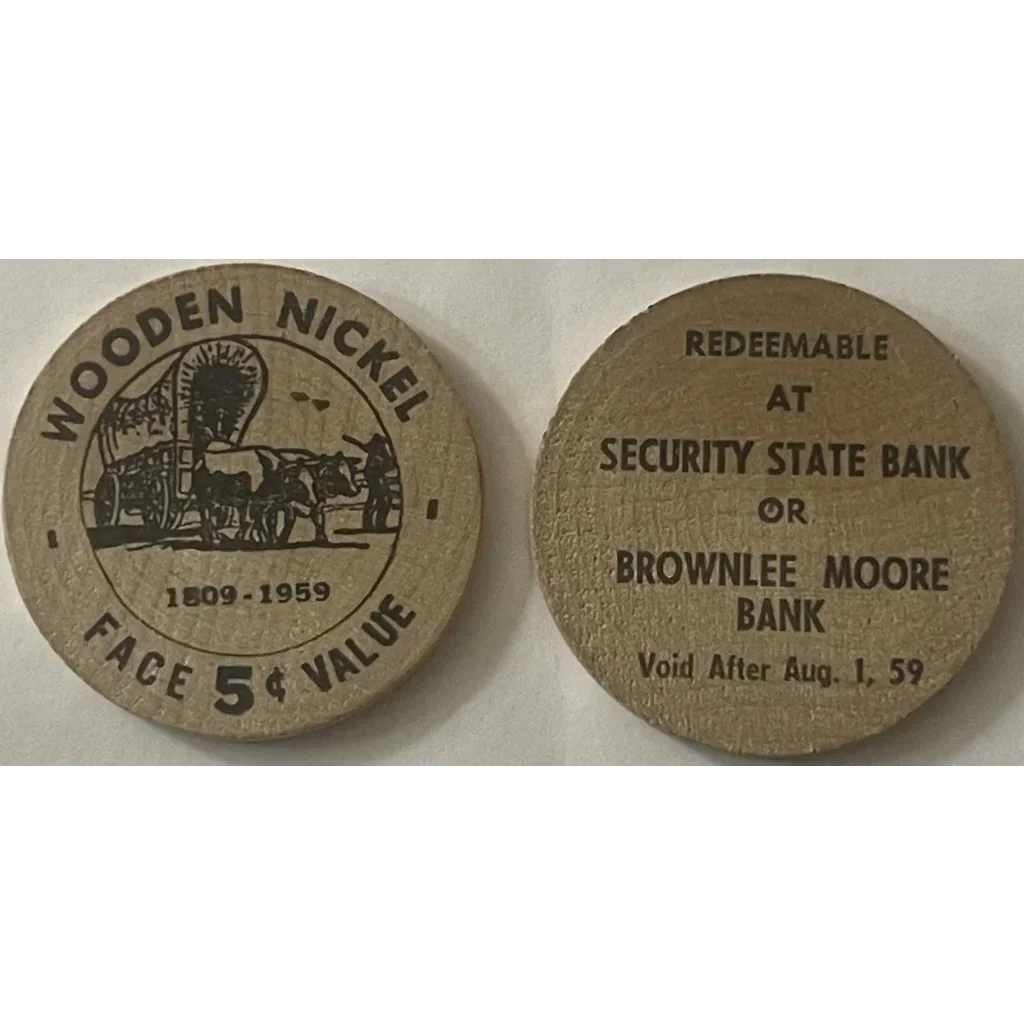 WOODEN NICKEL
1809-1959
FACE 5¢ VALUE
REDEEMABLE
AT
SECURITY STATE BANK
OR
BROWNLEE MOORE
BANK
Void After Aug. 1, 59